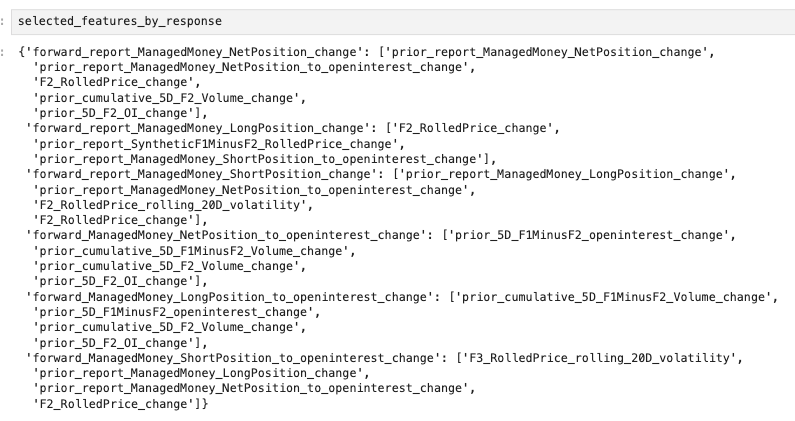 : selected_features_by_response
: {'forward_report_ManagedMoney_NetPosition_change': ['prior_report_ManagedMoney_NetPosition_change',
'prior_report_ManagedMoney_NetPosition_to_openinterest_change',
'F2_RolledPrice_change',
'prior_cumulative_5D_F2_Volume_change',
'prior_5D_F2_OI_change'],
'forward_report_ManagedMoney_LongPosition_change': ['F2_RolledPrice_change',
'prior_report_SyntheticF1MinusF2_RolledPrice_change',
'prior_report_ManagedMoney_ShortPosition_to_openinterest_change'],
'forward_report_ManagedMoney_ShortPosition_change': ['prior_report_ManagedMoney_LongPosition_change',
'prior_report_ManagedMoney_NetPosition_to_openinterest_change',
'F2_RolledPrice_rolling_20D_volatility',
'F2_RolledPrice_change'],
'forward_ManagedMoney_NetPosition_to_openinterest_change': ['prior_5D_F1MinusF2_openinterest_change',
'prior_cumulative_5D_F1MinusF2_Volume_change',
'prior_cumulative_5D_F2_Volume_change',
'prior_5D_F2_OI_change'],
'forward_ManagedMoney_LongPosition_to_openinterest_change': ['prior_cumulative_5D_F1MinusF2_Volume_change',
'prior_5D_F1MinusF2_openinterest_change',
'prior_cumulative_5D_F2_Volume_change',
'prior_5D_F2_OI_change'],
'forward_ManagedMoney_ShortPosition_to_openinterest_change': ['F3_RolledPrice_rolling_20D_volatility',
'prior_report_ManagedMoney_LongPosition_change',
'prior_report_ManagedMoney_NetPosition_to_openinterest_change',
'F2_RolledPrice_change']}